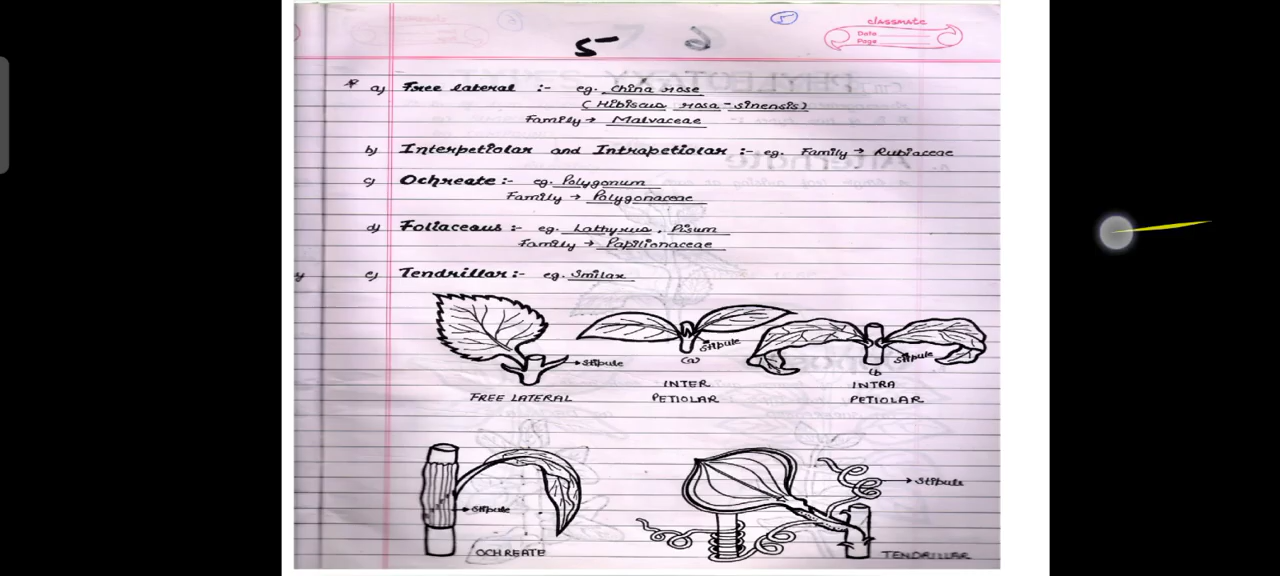 5
classmate
Date
Page
5 6
* a) Free lateral :- eg. China rose
(Hibiscus rosa-sinensis)
Family → Malvaceae
b) Interpetiolar and Intrapetiolar :- eg. Family → Rubiaceae
c) Ochreate :- eg. Polygonum
Family → Polygonaceae
d) Foliaceous :- eg. Lathyrus, Pisum
Family → Papilionaceae
e) Tendrillar :- eg. Smilax
Stipule
FREE LATERAL
Stipule
(a)
INTER
PETIOLAR
Stipule
(b)
INTRA
PETIOLAR
Stipule
OCHREATE
Stipule
TENDRILLAR